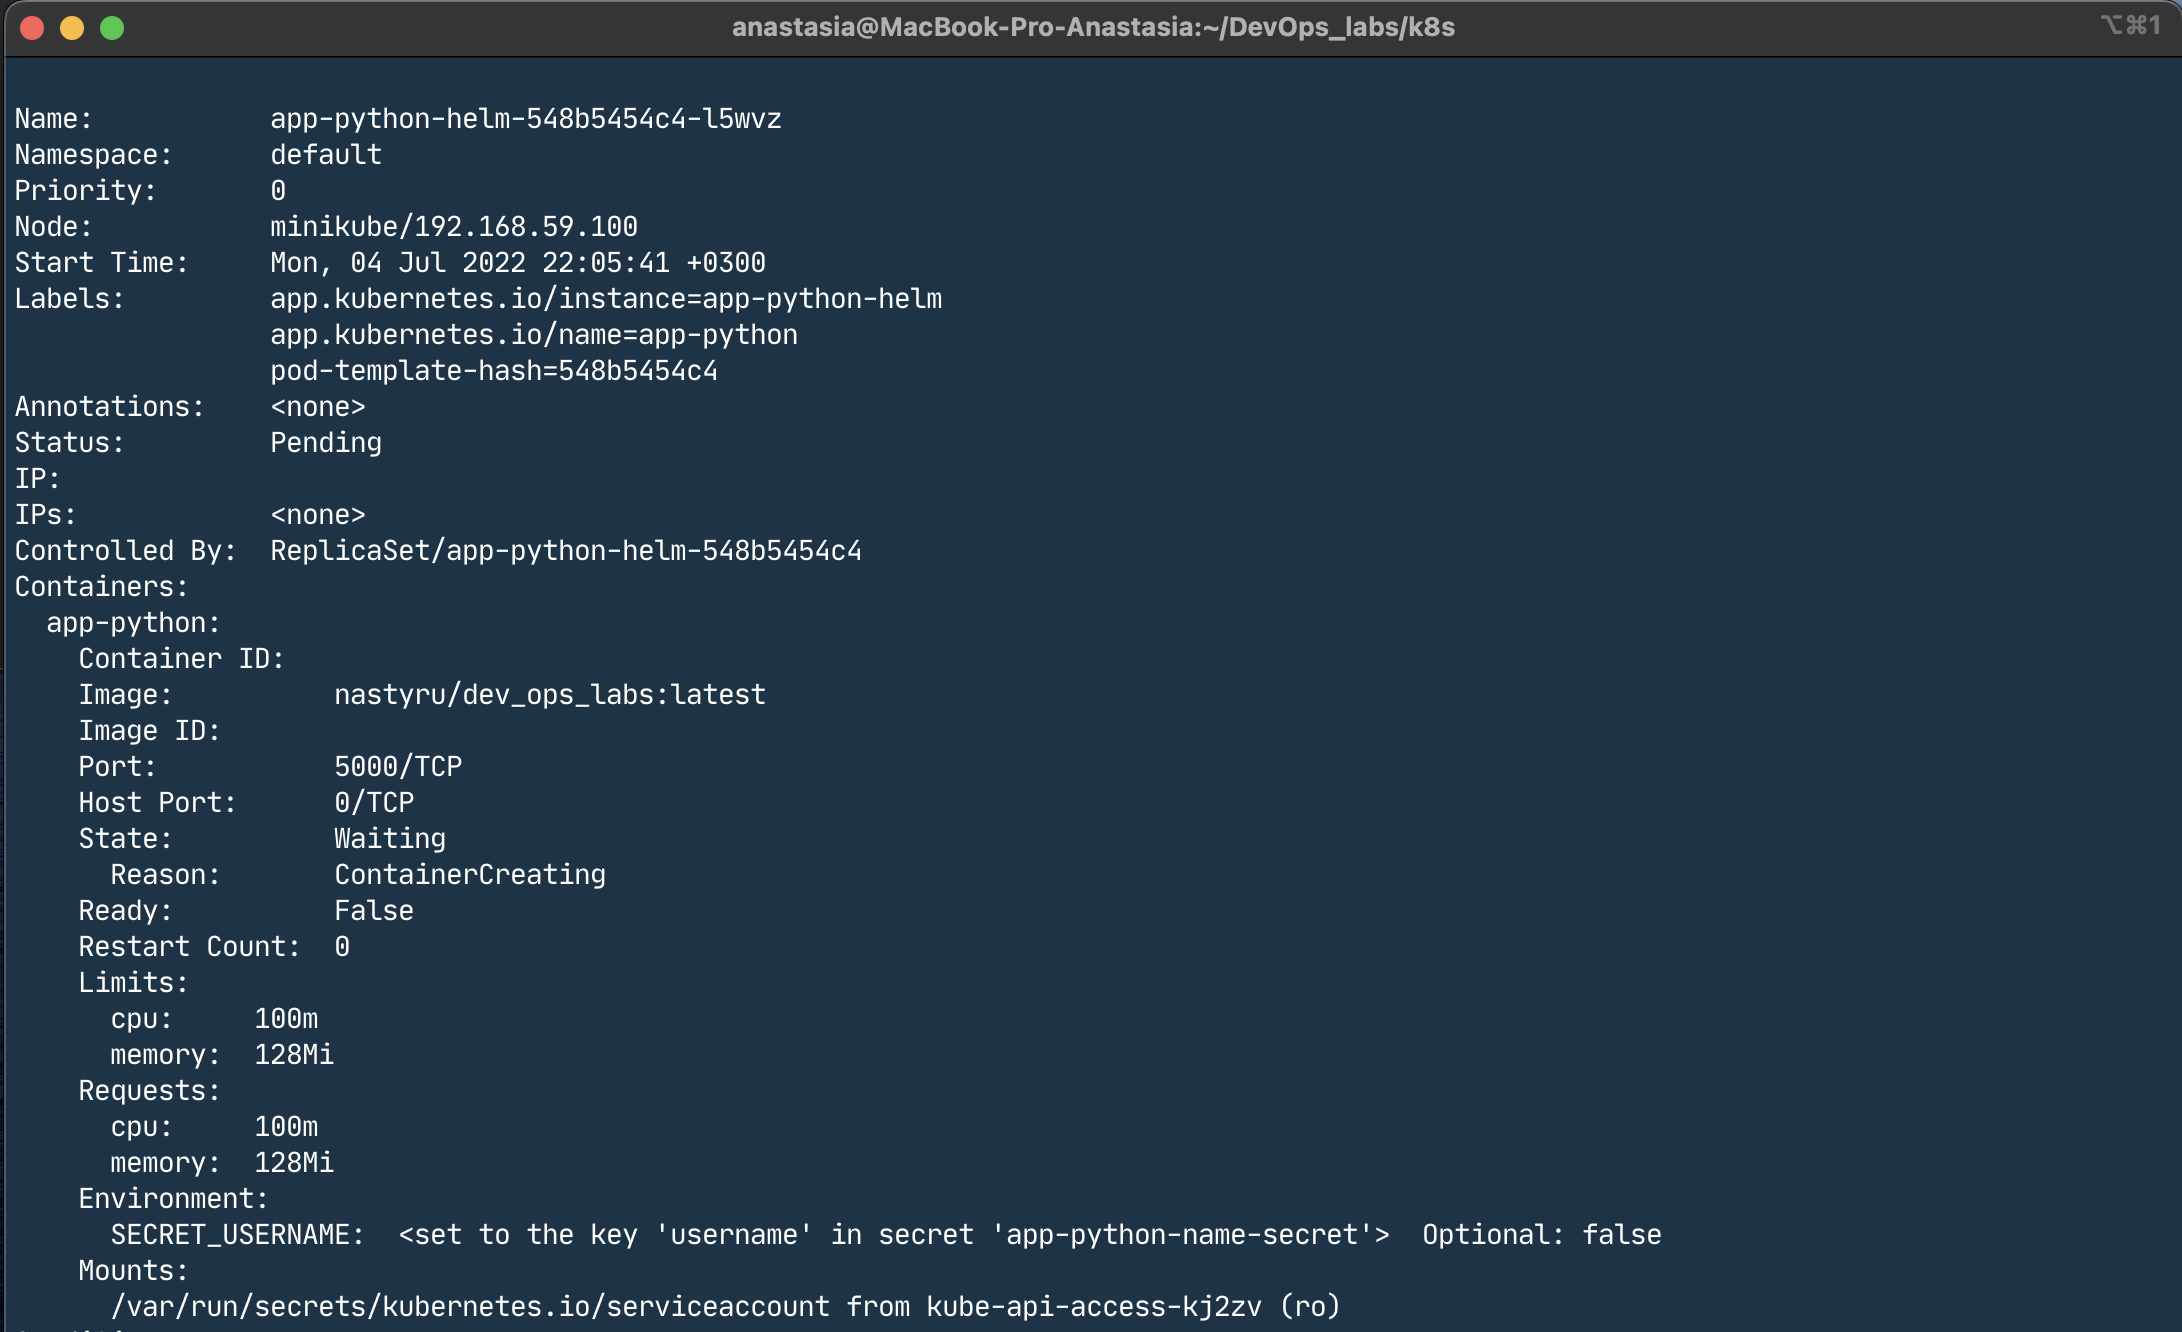 anastasia@MacBook-Pro-Anastasia:~/DevOps_labs/k8s ⌥⌘1
Name: app-python-helm-548b5454c4-l5wvz
Namespace: default
Priority: 0
Node: minikube/192.168.59.100
Start Time: Mon, 04 Jul 2022 22:05:41 +0300
Labels: app.kubernetes.io/instance=app-python-helm
app.kubernetes.io/name=app-python
pod-template-hash=548b5454c4
Annotations: <none>
Status: Pending
IP:
IPs: <none>
Controlled By: ReplicaSet/app-python-helm-548b5454c4
Containers:
app-python:
Container ID:
Image: nastyru/dev_ops_labs:latest
Image ID:
Port: 5000/TCP
Host Port: 0/TCP
State: Waiting
Reason: ContainerCreating
Ready: False
Restart Count: 0
Limits:
cpu: 100m
memory: 128Mi
Requests:
cpu: 100m
memory: 128Mi
Environment:
SECRET_USERNAME: <set to the key 'username' in secret 'app-python-name-secret'> Optional: false
Mounts:
/var/run/secrets/kubernetes.io/serviceaccount from kube-api-access-kj2zv (ro)